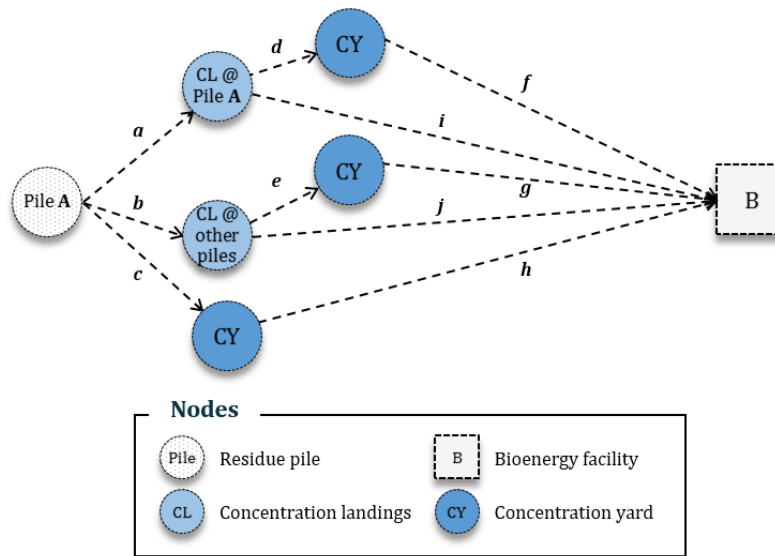 CY
d
CL @
Pile A
f
a
i
CY
e
Pile A
b
g
B
CL @
other
piles
j
c
h
CY
Nodes
Pile Residue pile
B Bioenergy facility
CL Concentration landings
CY Concentration yard